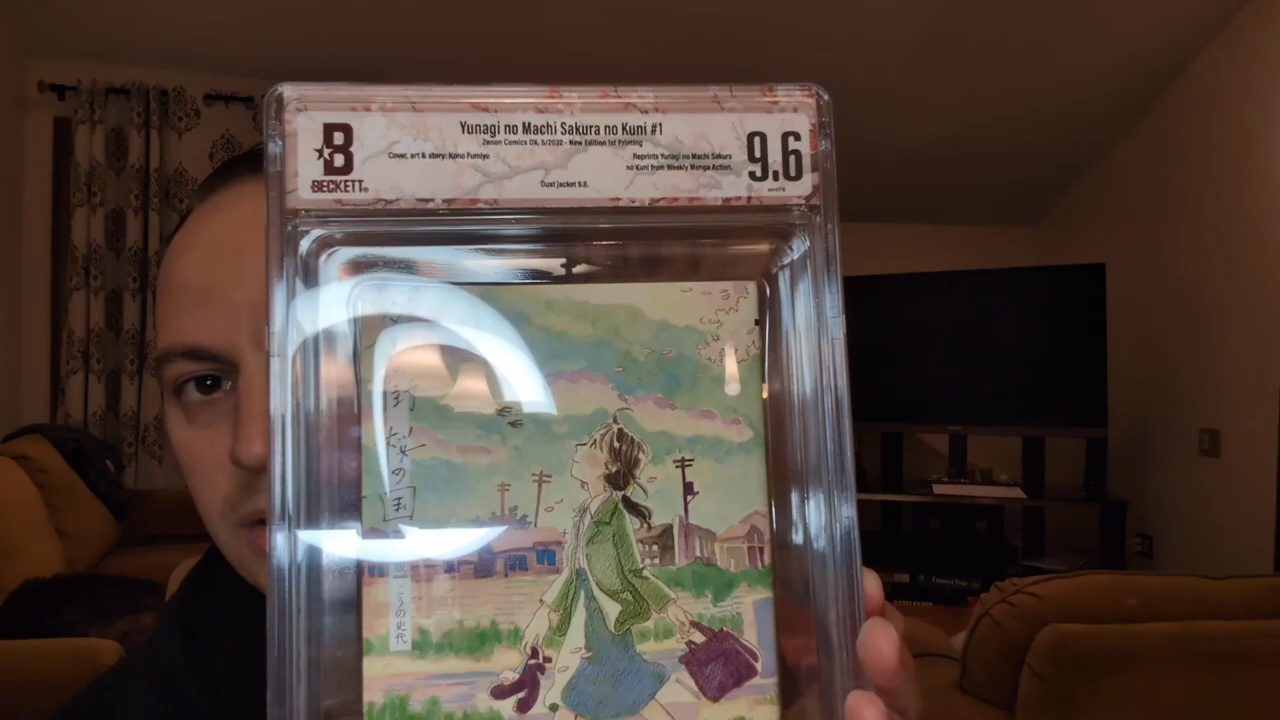 Yunagi no Machi Sakura no Kuni #1
Zenon Comics DX, 5/2022 - New Edition 1st Printing
Cover, art & story: Kono Fumiyo
Reprints Yunagi no Machi Sakura
no Kuni from Weekly Manga Action.
Dust jacket 9.8.
9.6
WHITE
B
BECKETT®
街
桜の国
こうの史代